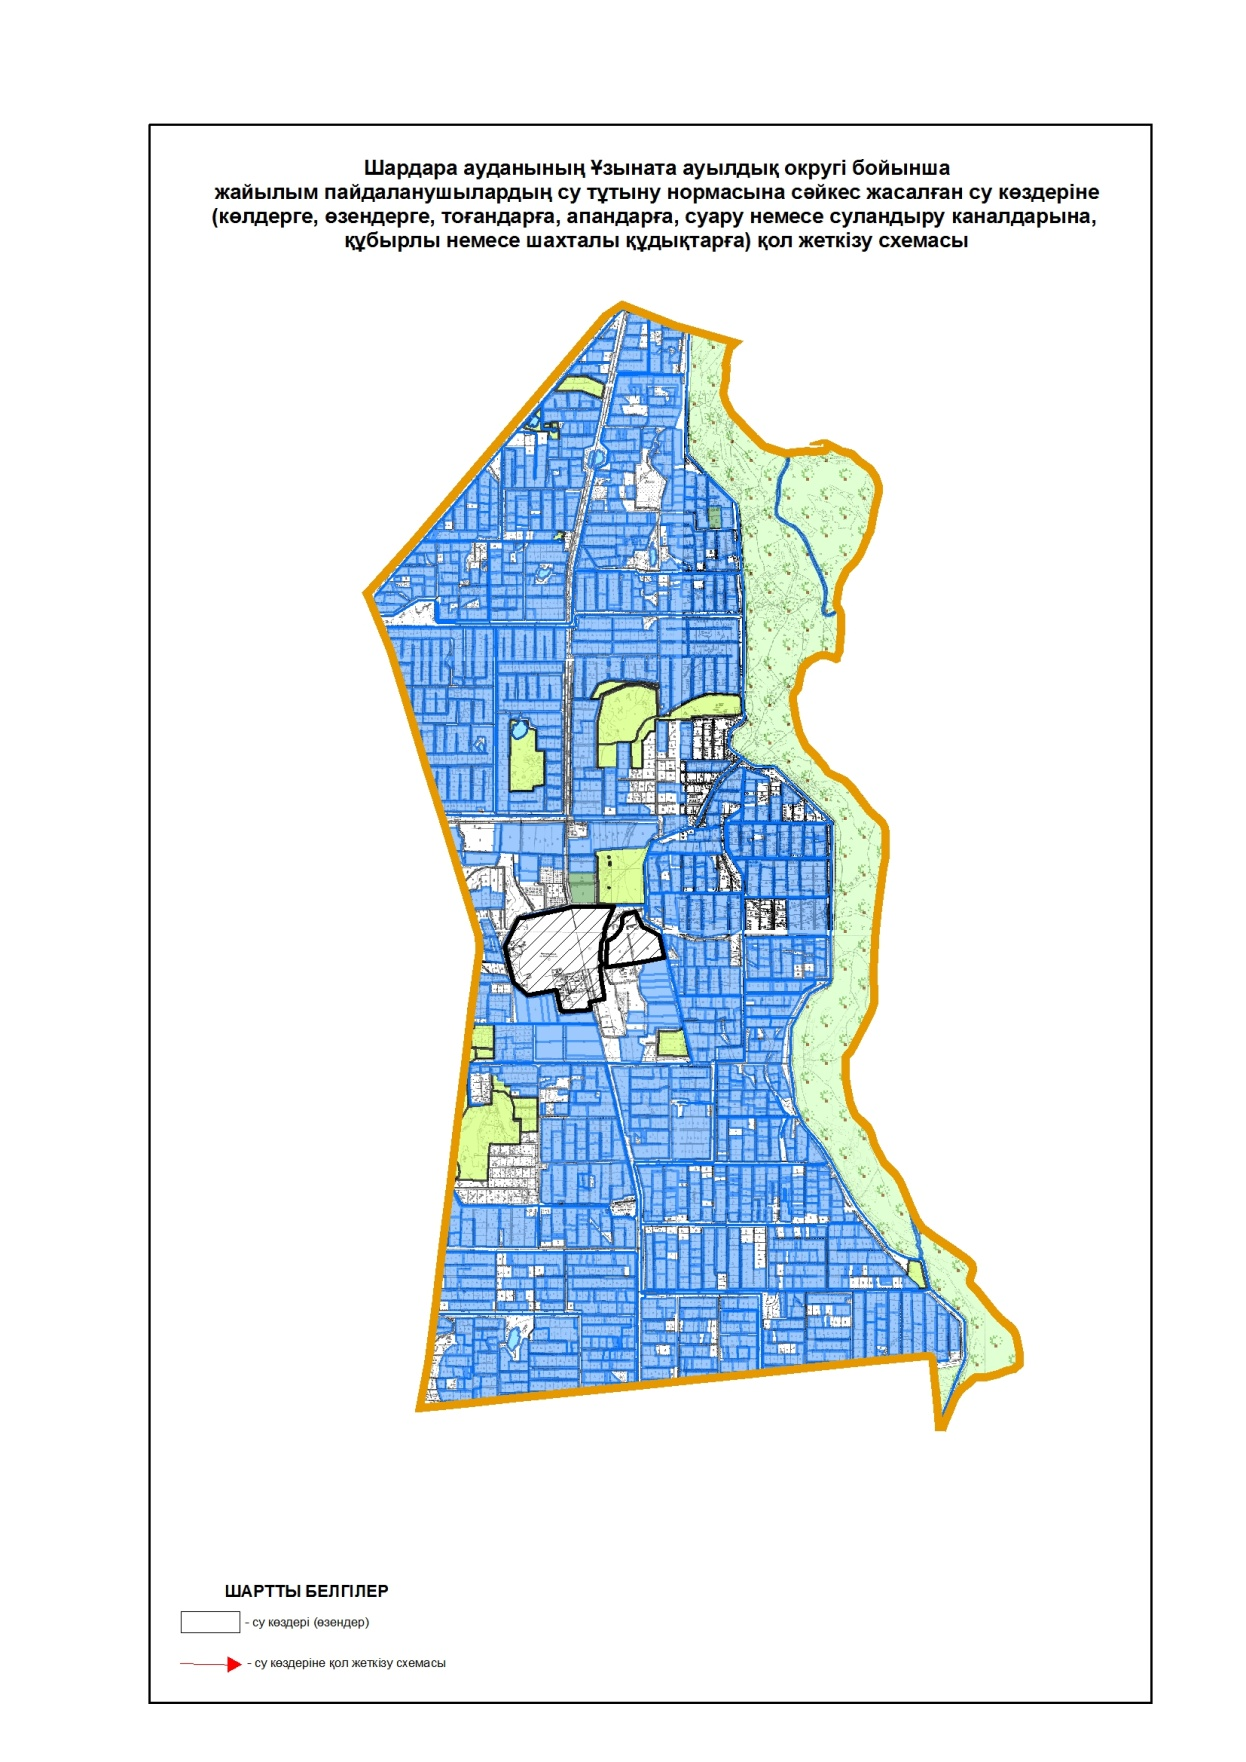 Шардара ауданының Ұзыната ауылдық округі бойынша
жайылым пайдаланушылардың су тұтыну нормасына сәйкес жасалған су көздеріне
(көлдерге, өзендерге, тоғандарға, апандарға, суару немесе суландыру каналдарына,
құбырлы немесе шахталы құдықтарға) қол жеткізу схемасы
ШАРТТЫ БЕЛГІЛЕР
- су көздері (өзендер)
- су көздеріне қол жеткізу схемасы